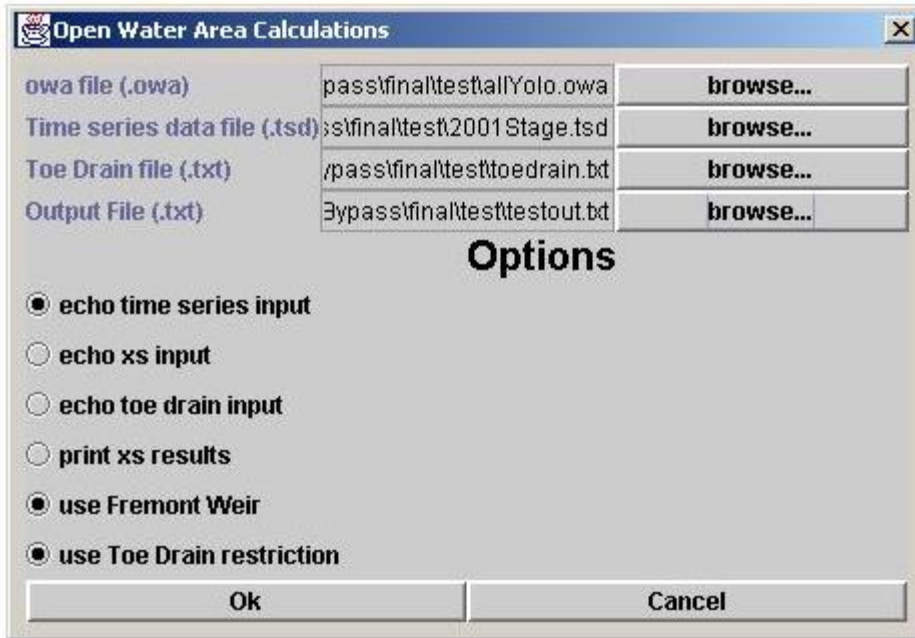 Open Water Area Calculations
owa file (.owa) pass\final\test\allYolo.owa browse...
Time series data file (.tsd) s\final\test\2001Stage.tsd browse...
Toe Drain file (.txt) ypass\final\test\toedrain.txt browse...
Output File (.txt) Bypass\final\test\testout.txt browse...
Options
echo time series input
echo xs input
echo toe drain input
print xs results
use Fremont Weir
use Toe Drain restriction
Ok Cancel